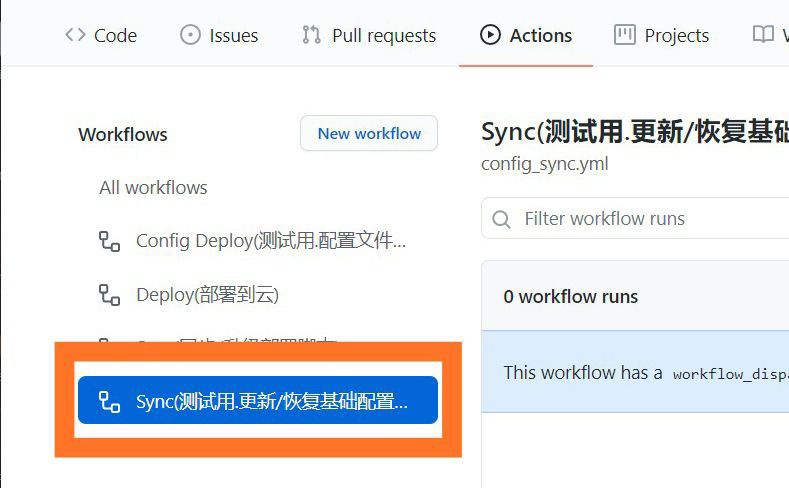 Code Issues Pull requests Actions Projects
Workflows
New workflow
All workflows
Config Deploy(测试用.配置文件...
Deploy(部署到云)
Sync(测试用.更新/恢复基础配置...
Sync(测试用.更新/恢复基础
config_sync.yml
Filter workflow runs
0 workflow runs
This workflow has a workflow_disp